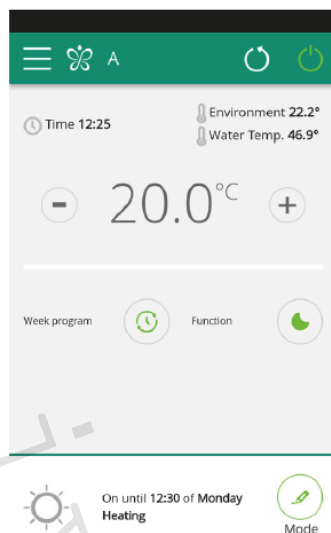 A
Time 12:25
Environment 22.2°
Water Temp. 46.9°
- 20.0°C +
Week program
Function
On until 12:30 of Monday
Heating
Mode